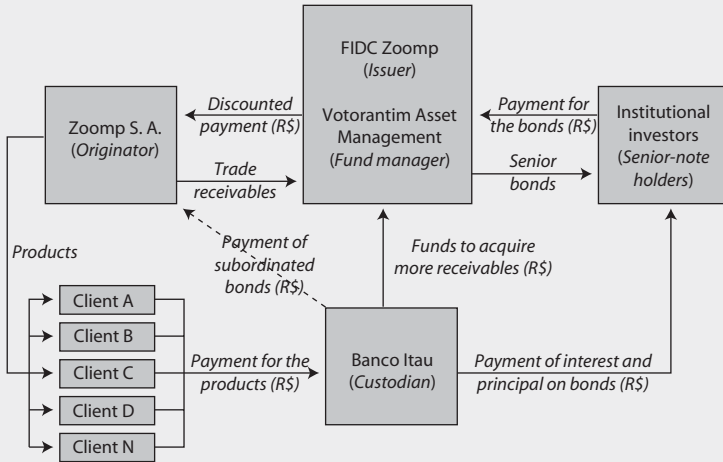 FIDC Zoomp
(Issuer)
Votorantim Asset
Management
(Fund manager)
Discounted
payment (R$)
Payment for
the bonds (R$)
Zoomp S. A.
(Originator)
Institutional
investors
(Senior-note
holders)
Trade
receivables
Senior
bonds
Products
Payment of
subordinated
bonds (R$)
Funds to acquire
more receivables (R$)
Client A
Client B
Client C
Client D
Client N
Payment for the
products (R$)
Banco Itau
(Custodian)
Payment of interest and
principal on bonds (R$)